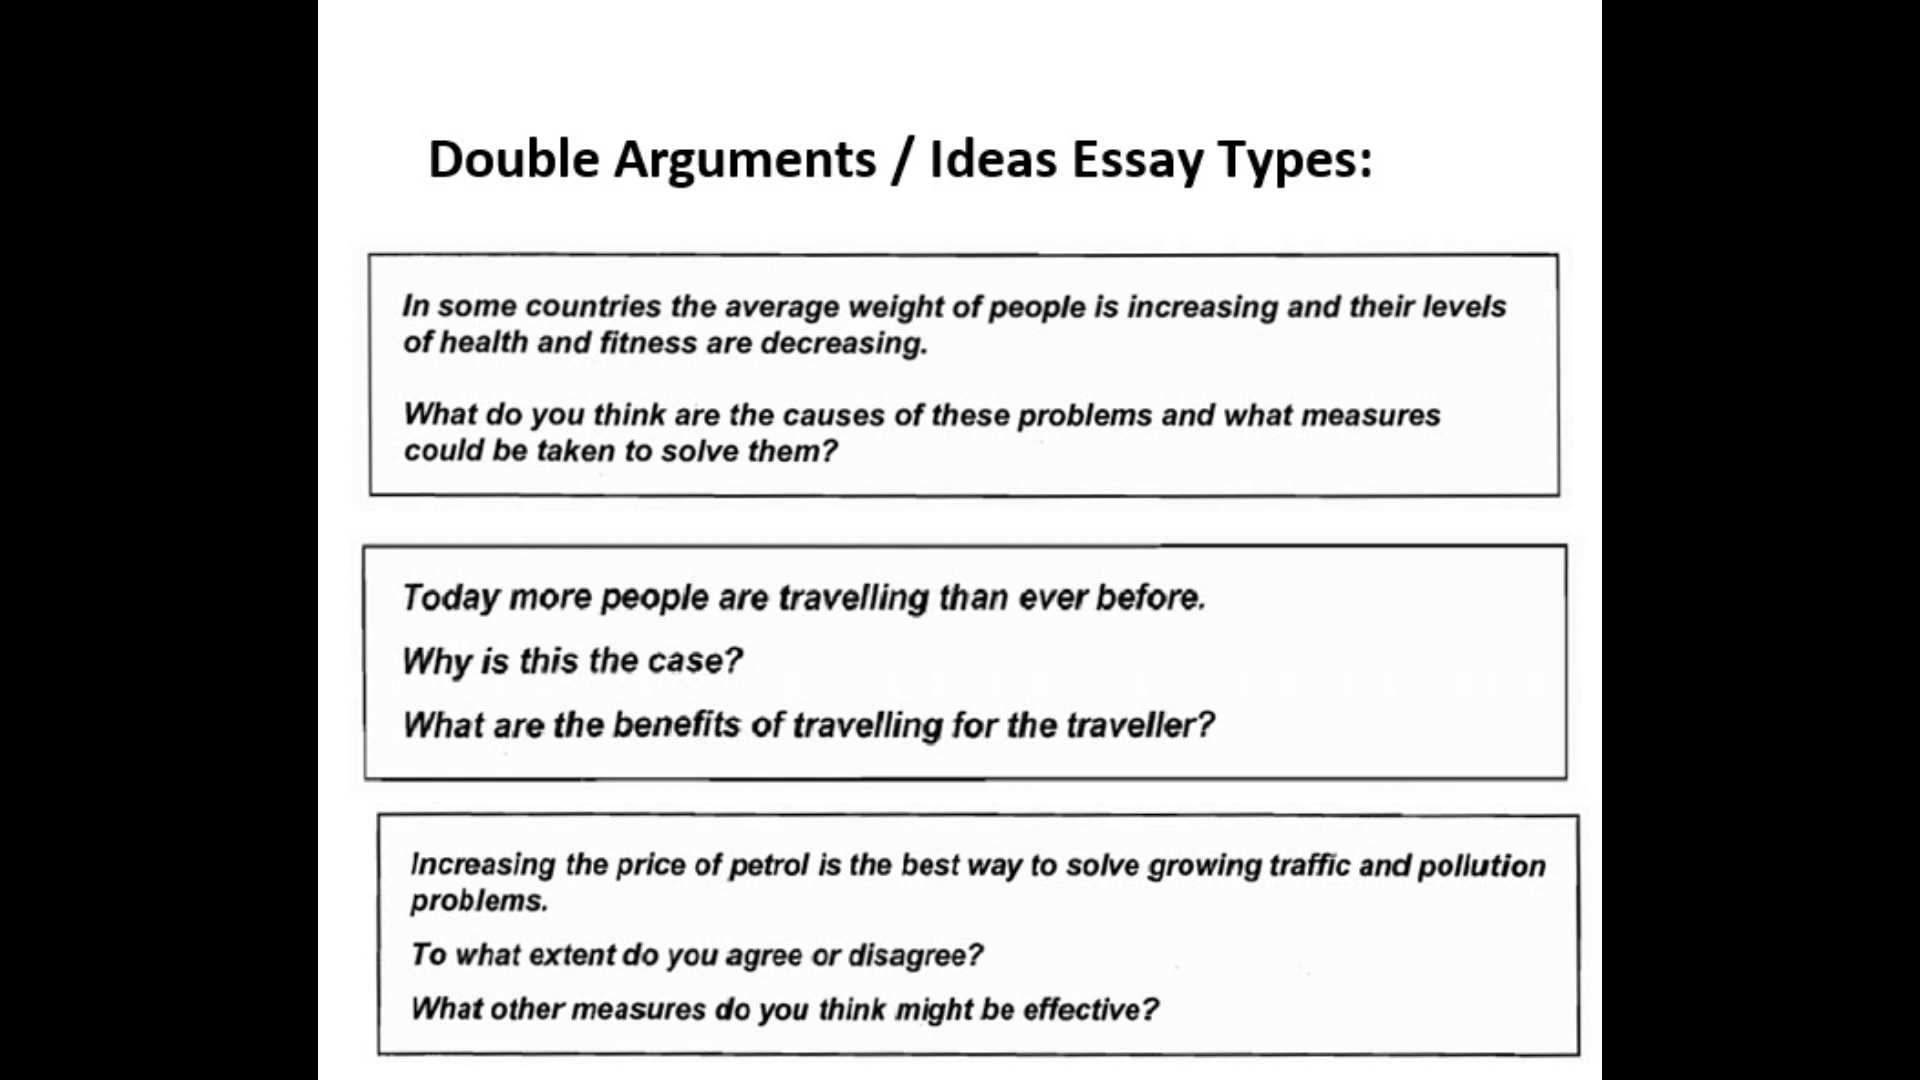 Double Arguments / Ideas Essay Types:
In some countries the average weight of people is increasing and their levels
of health and fitness are decreasing.
What do you think are the causes of these problems and what measures
could be taken to solve them?
Today more people are travelling than ever before.
Why is this the case?
What are the benefits of travelling for the traveller?
Increasing the price of petrol is the best way to solve growing traffic and pollution
problems.
To what extent do you agree or disagree?
What other measures do you think might be effective?